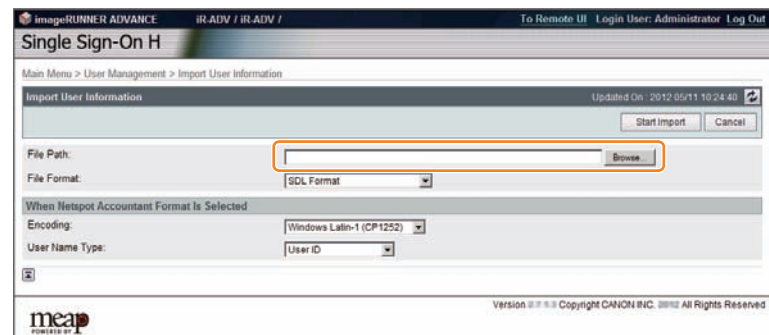 imageRUNNER ADVANCE iR-ADV / iR-ADV / To Remote UI Login User: Administrator Log Out
Single Sign-On H
Main Menu > User Management > Import User Information
Import User Information Updated On : 2012 05/11 10:24:40
Start Import Cancel
File Path: Browse...
File Format: SDL Format
When Netspot Accountant Format Is Selected
Encoding: Windows Latin-1 (CP1252)
User Name Type: User ID
meap
POWERED BY
Version Copyright CANON INC. All Rights Reserved